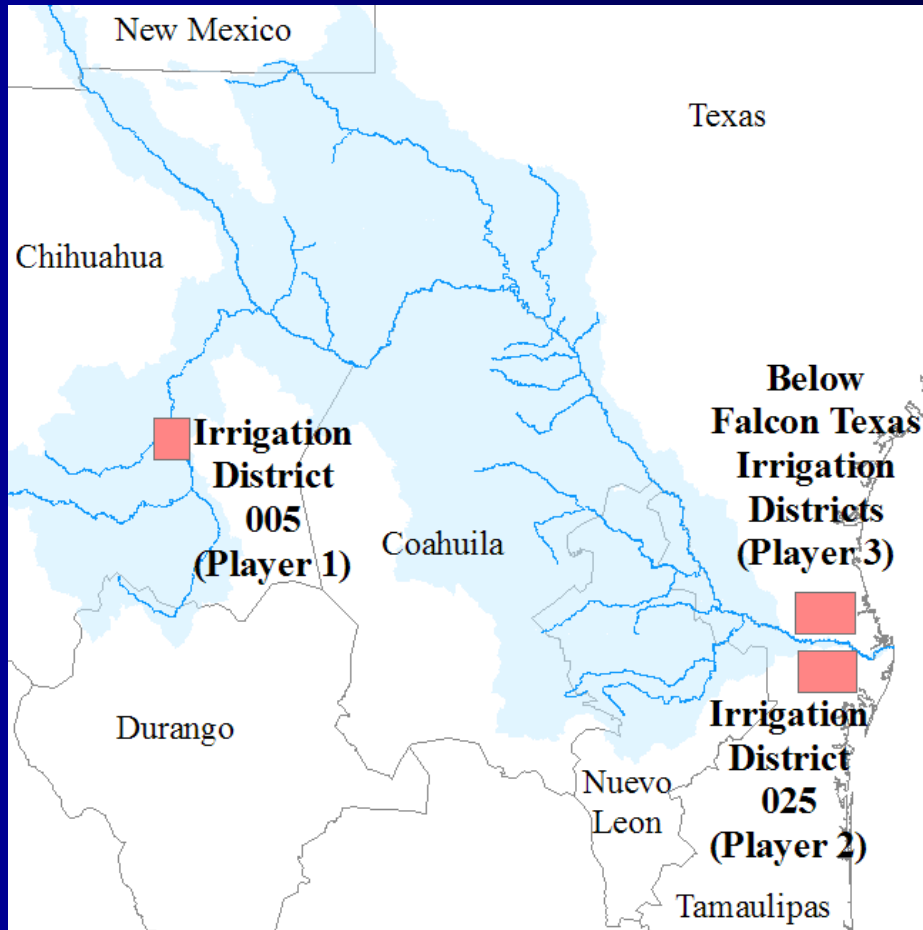 New Mexico
Texas
Chihuahua
Below
Falcon Texas
Irrigation
Districts
(Player 3)
Irrigation
District
005
(Player 1)
Coahuila
Durango
Irrigation
District
025
(Player 2)
Nuevo
Leon
Tamaulipas